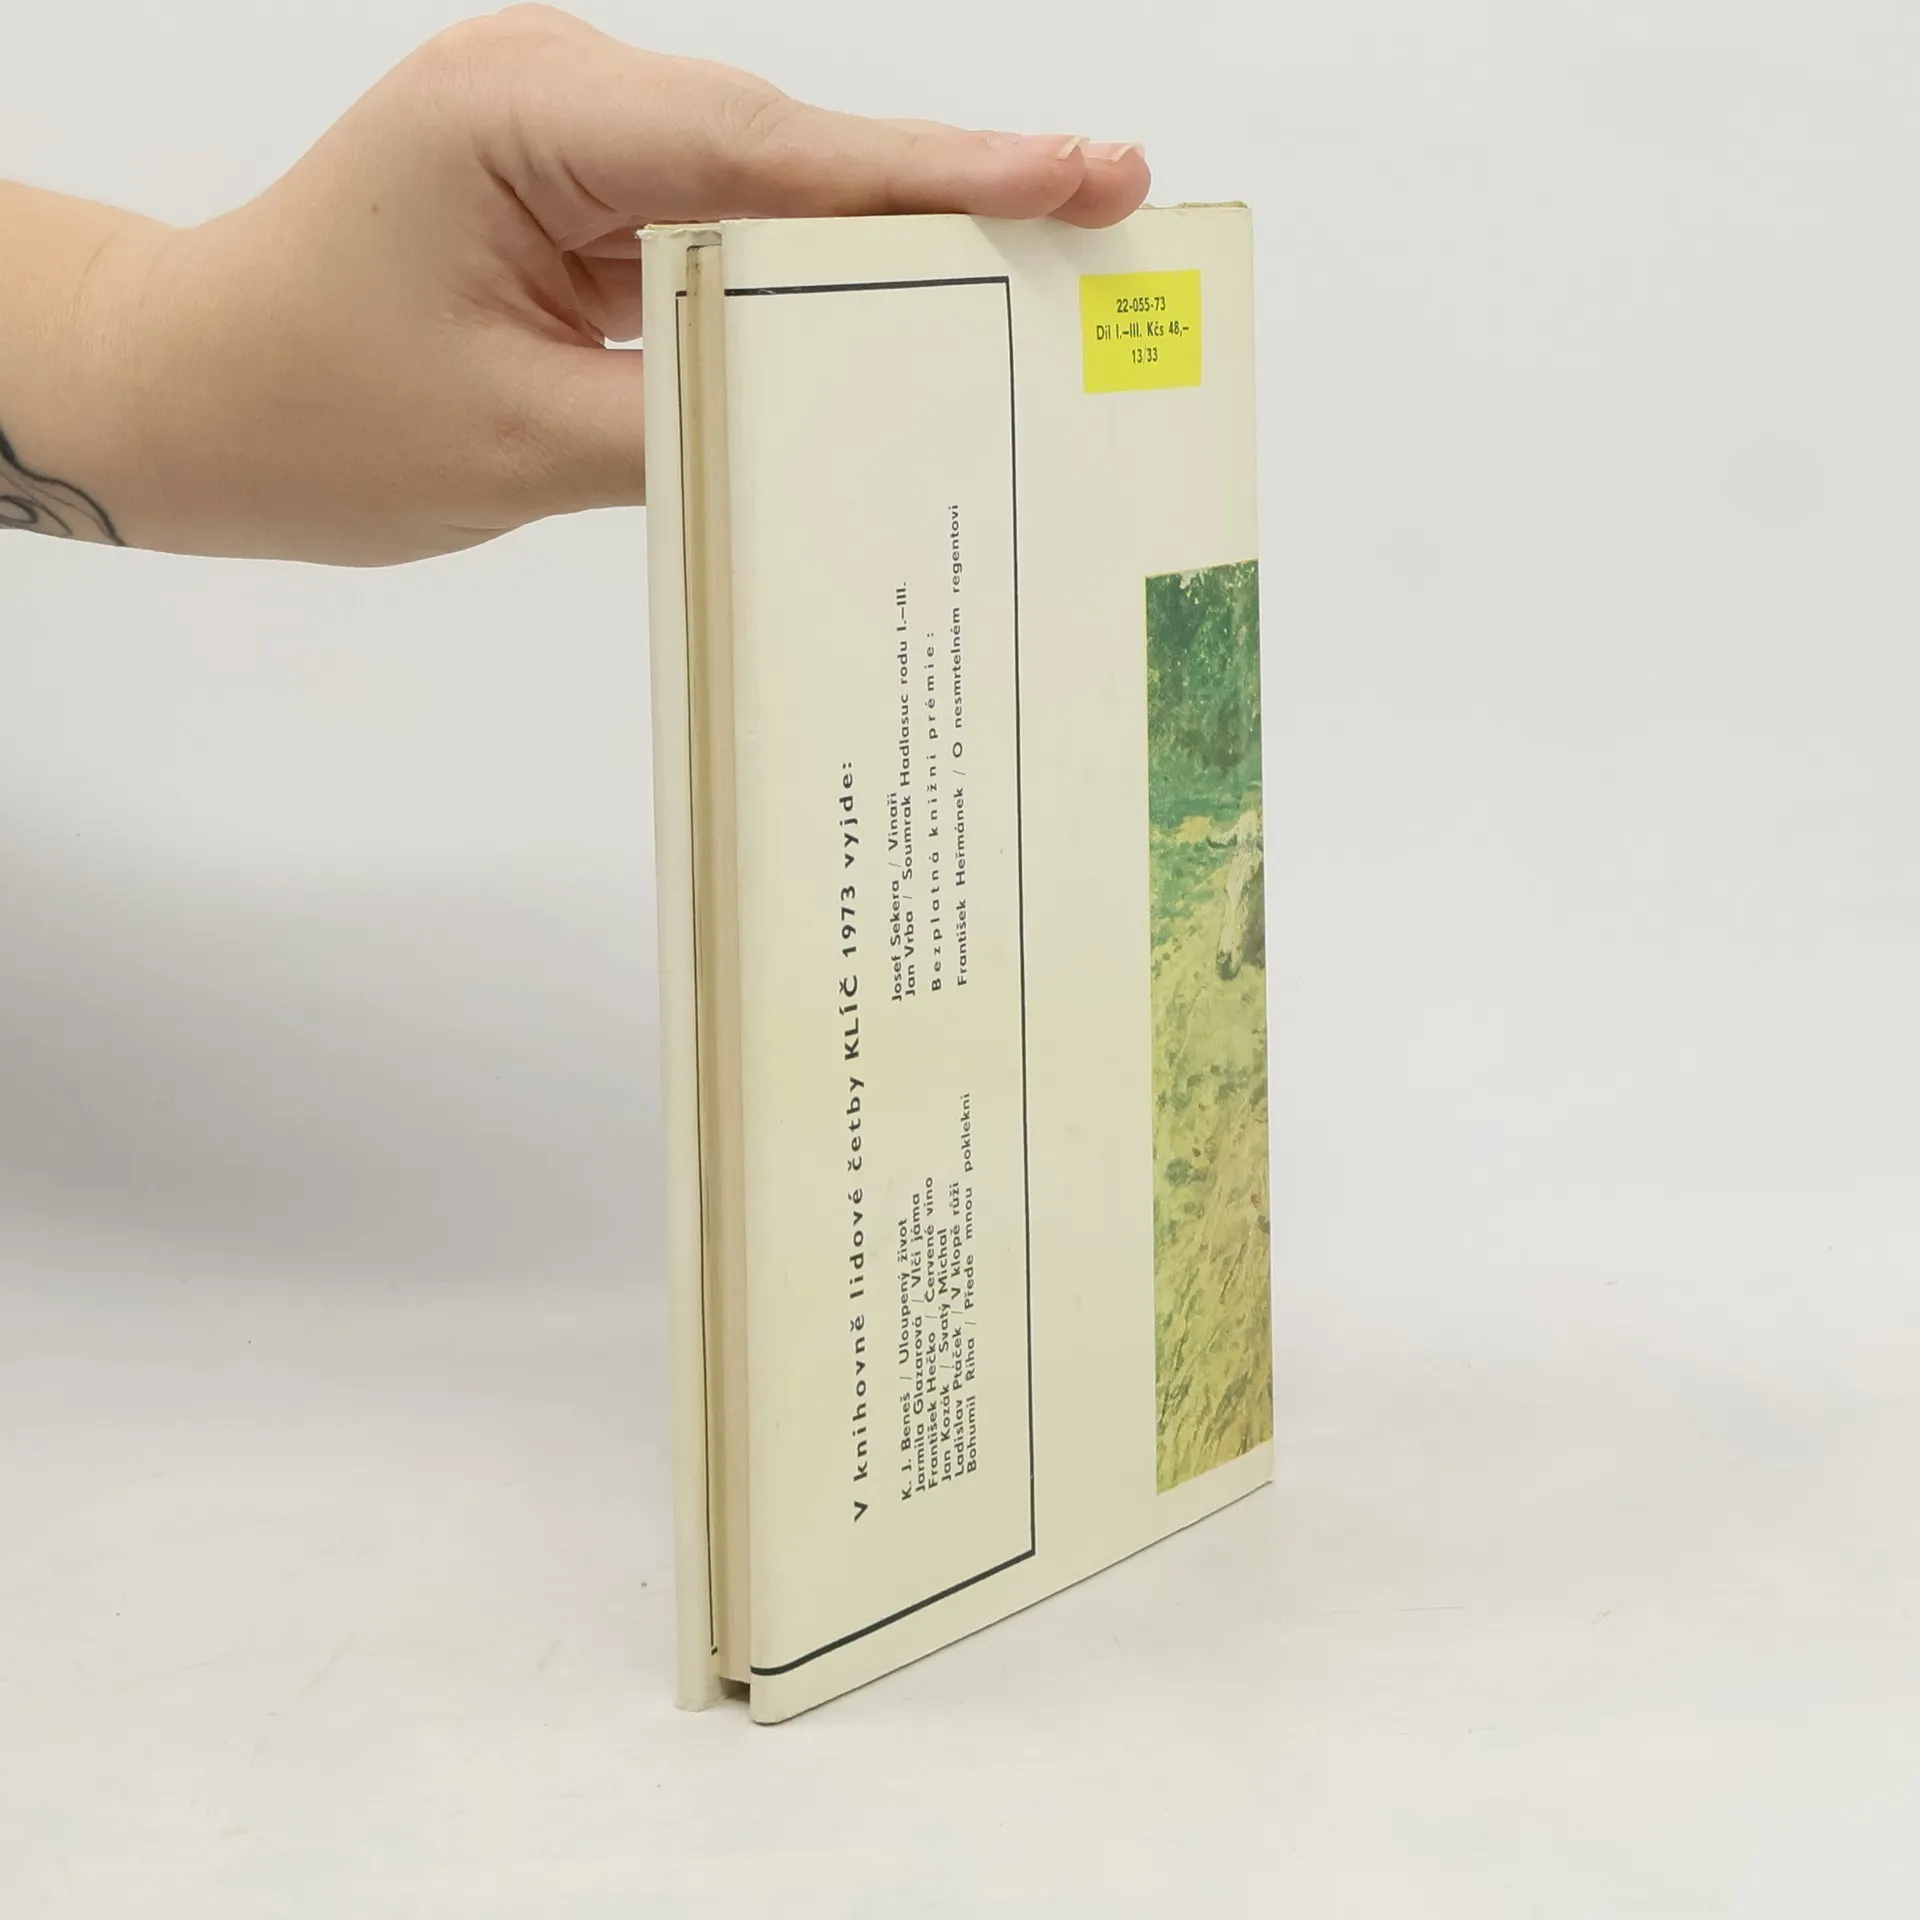 22-055-73
Díl I.–III. Kčs 48,–
13/33
V knihovně lidové četby KLÍČ 1973 vyjde:
K. J. Beneš / Uloupený život
Jarmila Glazarová / Vlčí jáma
František Hečko / Červené víno
Jan Kozák / Svatý Michal
Ladislav Ptáček / V klopě růži
Bohumil Říha / Přede mnou poklekni
Josef Sekera / Vinaři
Jan Vrba / Soumrak Hadlasuc rodu I.–III.
Bezplatná knižní prémie:
František Heřmánek / O nesmrtelném regentovi